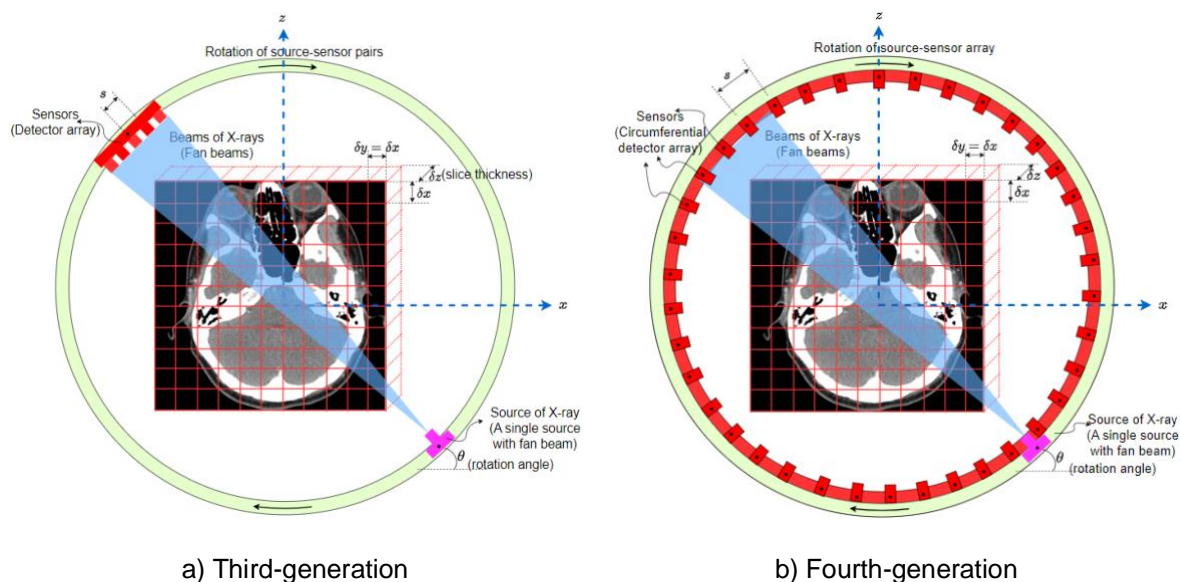 z
Rotation of source-sensor pairs
s
Sensors
(Detector array)
Beams of X-rays
(Fan beams)
δy = δx
δz(slice thickness)
δx
x
Source of X-ray
(A single source
with fan beam)
θ
(rotation angle)
a) Third-generation
z
Rotation of source-sensor array
s
Sensors
(Circumferential
detector array)
Beams of X-rays
(Fan beams)
δy = δx
δz
δx
x
Source of X-ray
(A single source
with fan beam)
θ
(rotation angle)
b) Fourth-generation